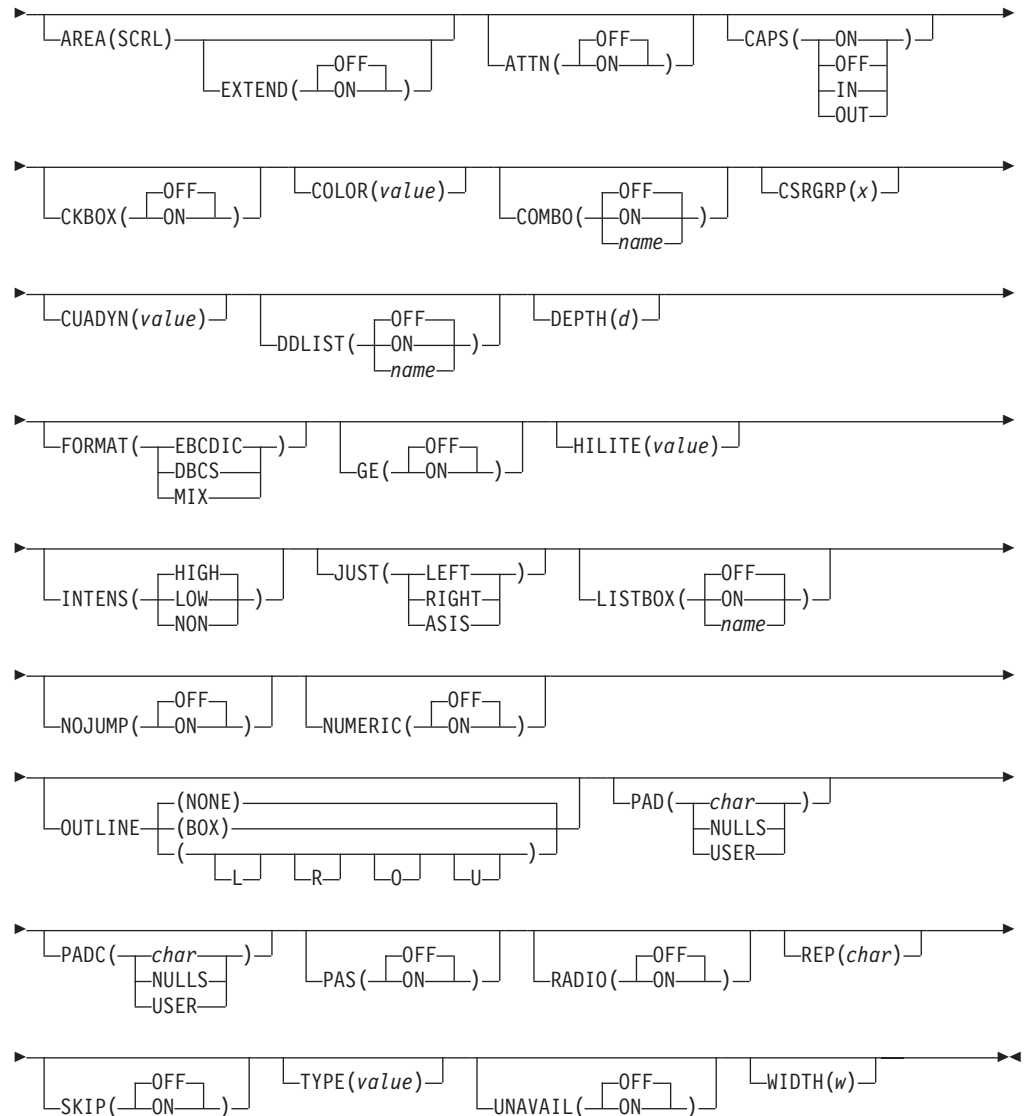 AREA(SCRL) EXTEND( OFF ON ) ATTN( OFF ON ) CAPS( ON OFF IN OUT )
CKBOX( OFF ON ) COLOR(value) COMBO( OFF ON name ) CSRGRP(x)
CUADYN(value) DDLIST( OFF ON name ) DEPTH(d)
FORMAT( EBCDIC DBCS MIX ) GE( OFF ON ) HILITE(value)
INTENS( HIGH LOW NON ) JUST( LEFT RIGHT ASIS ) LISTBOX( OFF ON name )
NOJUMP( OFF ON ) NUMERIC( OFF ON )
OUTLINE (NONE) (BOX) ( L R O U ) PAD( char NULLS USER )
PADC( char NULLS USER ) PAS( OFF ON ) RADIO( OFF ON ) REP(char)
SKIP( OFF ON ) TYPE(value) UNAVAIL( OFF ON ) WIDTH(w)